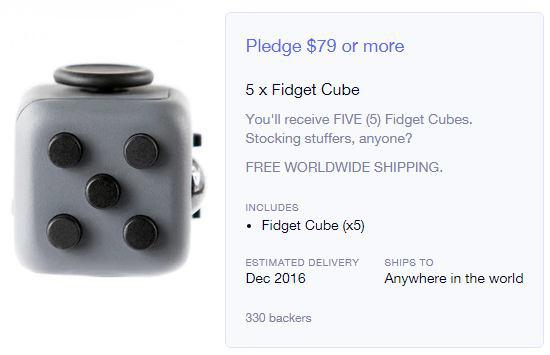 Pledge $79 or more
5 x Fidget Cube
You'll receive FIVE (5) Fidget Cubes.
Stocking stuffers, anyone?
FREE WORLDWIDE SHIPPING.
INCLUDES
• Fidget Cube (x5)
ESTIMATED DELIVERY
Dec 2016
SHIPS TO
Anywhere in the world
330 backers